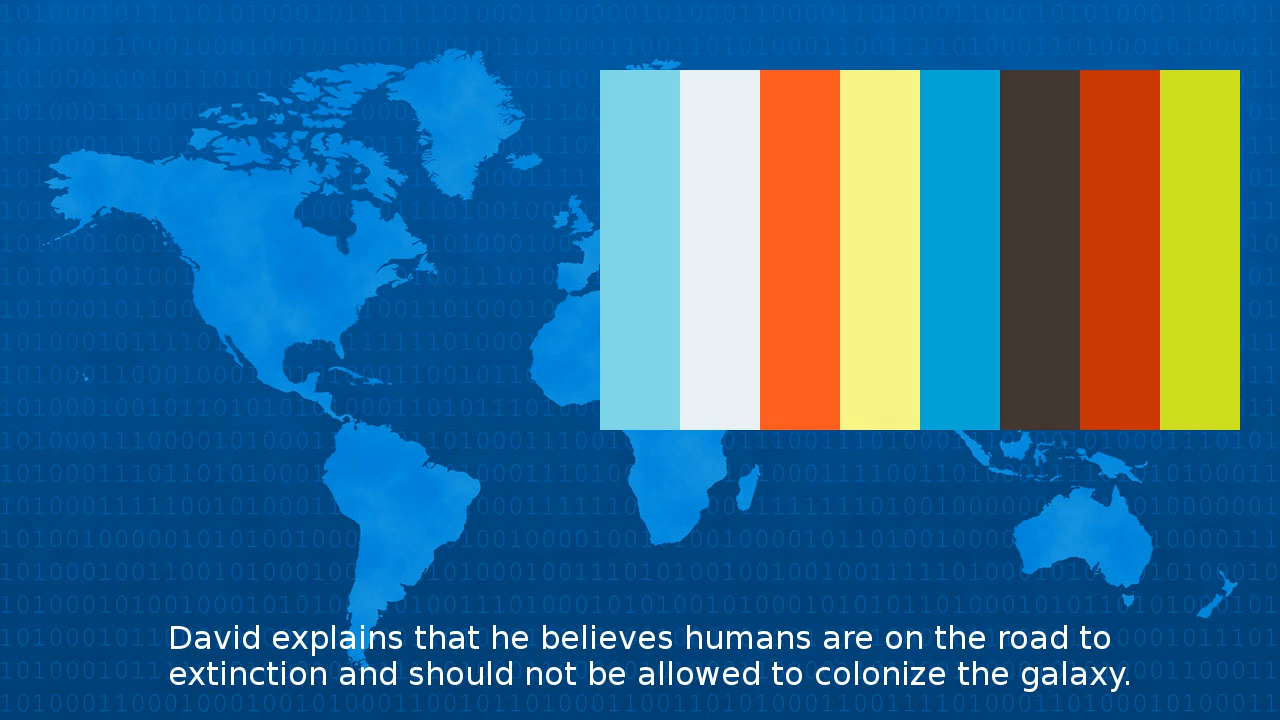 David explains that he believes humans are on the road to
extinction and should not be allowed to colonize the galaxy.